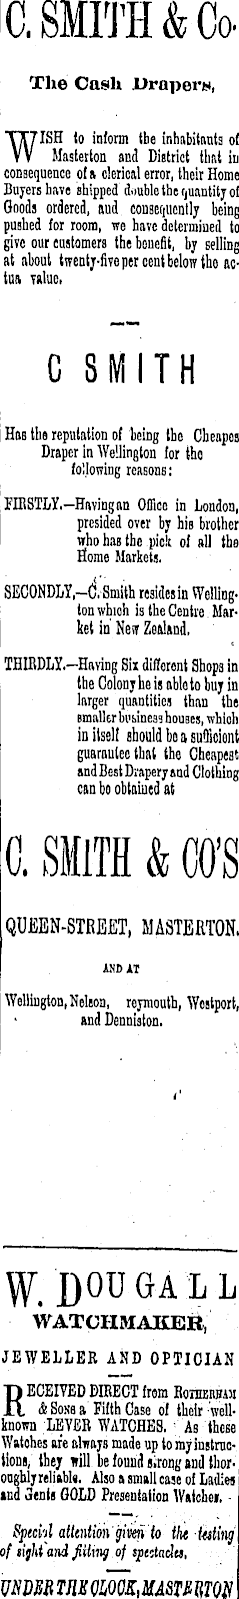 C. SMITH & Co.
The Cash Drapers,
WISH to inform the inhabitants of
Masterton and District that in
consequence of a clerical error, their Home
Buyers have shipped double the quantity of
Goods ordered, and consequently being
pushed for room, we have determined to
give our customers the benefit, by selling
at about twenty-five per cent below the ac-
tua value.
C SMITH
Has the reputation of being the Cheapes
Draper in Wellington for the
following reasons:
FIRSTLY.—Having an Office in London,
presided over by his brother
who has the pick of all the
Home Markets.
SECONDLY,—C. Smith resides in Welling-
ton which is the Centre Mar-
ket in New Zealand.
THIRDLY.—Having Six different Shops in
the Colony he is able to buy in
larger quantities than the
smaller business houses, which
in itself should be a sufficient
guarantee that the Cheapest
and Best Drapery and Clothing
can be obtained at
C. SMITH & CO'S
QUEEN-STREET, MASTERTON.
AND AT
Wellington, Nelson, reymouth, Westport,
and Denniston.
W. DOUGALL
WATCHMAKER,
JEWELLER AND OPTICIAN
RECEIVED DIRECT from ROTHERHAM
& SONS a Fifth Case of their well-
known LEVER WATCHES. As these
Watches are always made up to my instruc-
tions, they will be found strong and thor-
oughly reliable. Also a small case of Ladies
and Gents GOLD Presentation Watches.
Special attention given to the testing
of sight and fitting of spectacles,
UNDER THE CLOCK, MASTERTON